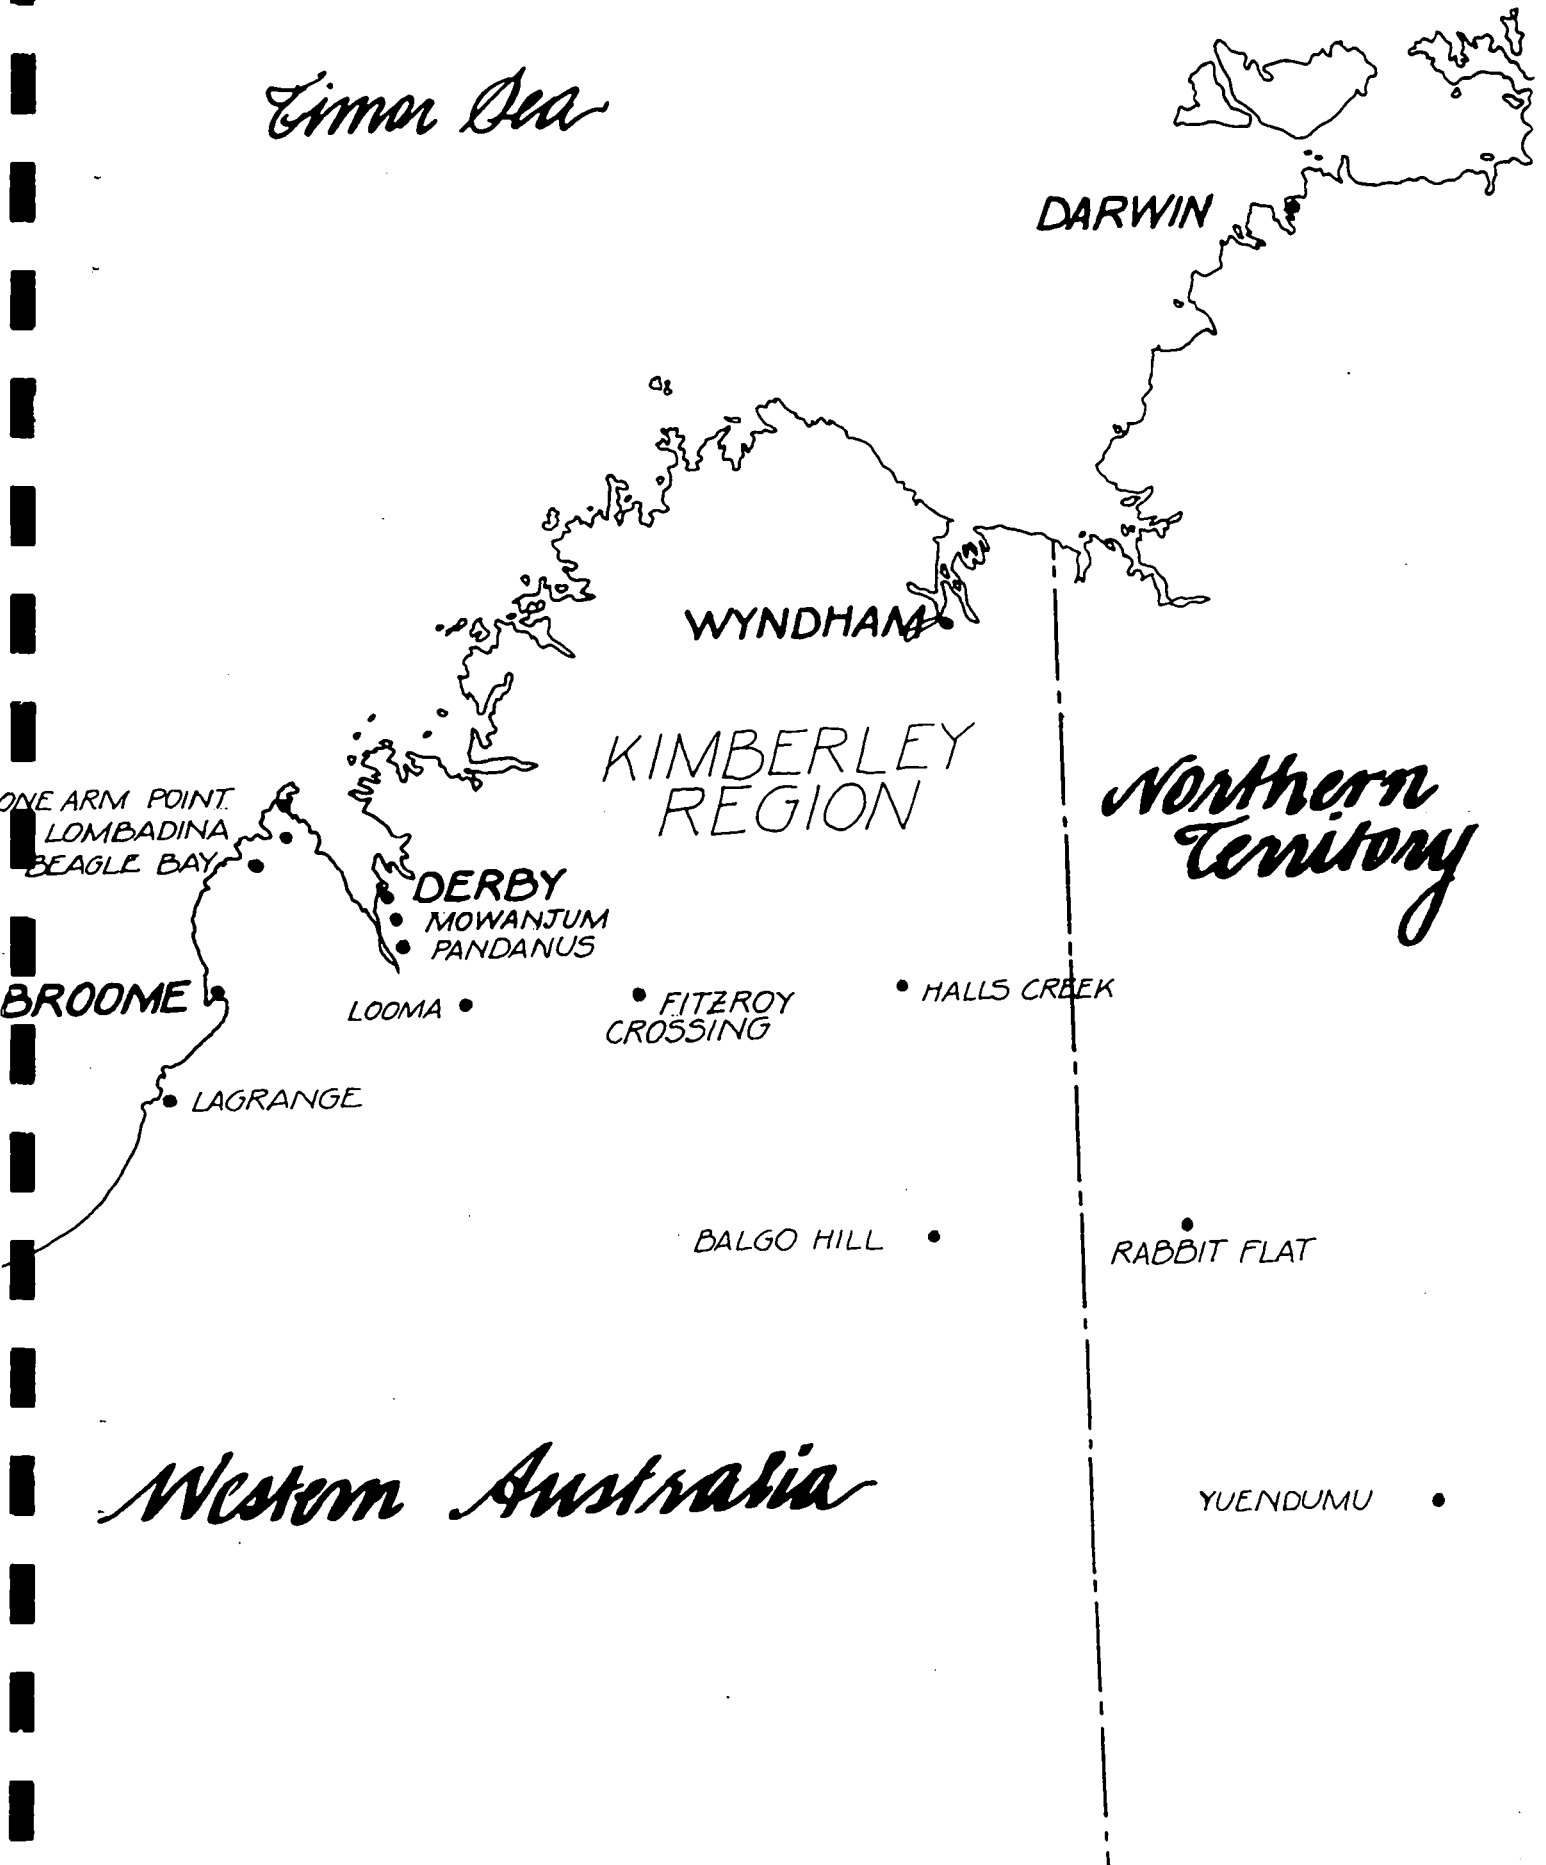 Timor Sea
DARWIN
WYNDHAM
KIMBERLEY
REGION
Northern
Territory
ONE ARM POINT
LOMBADINA
BEAGLE BAY
DERBY
MOWANJUM
PANDANUS
BROOME
LOOMA
FITZROY
CROSSING
HALLS CREEK
LAGRANGE
BALGO HILL
RABBIT FLAT
Western Australia
YUENDUMU